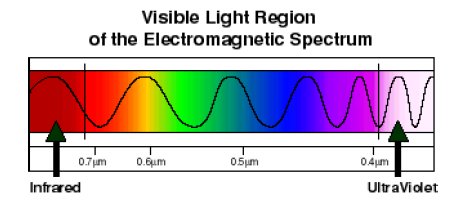 Visible Light Region
of the Electromagnetic Spectrum
0.7μm 0.6μm 0.5μm 0.4μm
Infrared UltraViolet